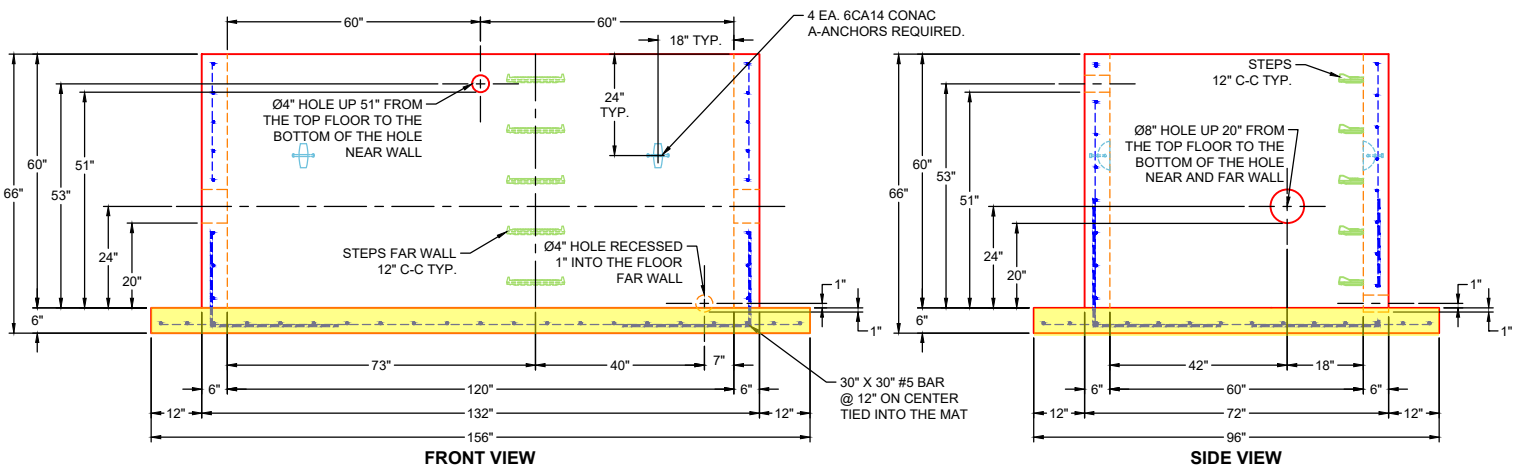 60"
60"
4 EA. 6CA14 CONAC
A-ANCHORS REQUIRED.
18" TYP.
24"
TYP.
Ø4" HOLE UP 51" FROM
THE TOP FLOOR TO THE
BOTTOM OF THE HOLE
NEAR WALL
66"
60"
53"
51"
24"
20"
6"
STEPS FAR WALL
12" C-C TYP.
Ø4" HOLE RECESSED
1" INTO THE FLOOR
FAR WALL
1"
1"
73"
40"
7"
6"
120"
6"
12"
132"
12"
156"
30" X 30" #5 BAR
@ 12" ON CENTER
TIED INTO THE MAT
FRONT VIEW
STEPS
12" C-C TYP.
Ø8" HOLE UP 20" FROM
THE TOP FLOOR TO THE
BOTTOM OF THE HOLE
NEAR AND FAR WALL
66"
60"
53"
51"
24"
20"
6"
1"
1"
42"
18"
6"
60"
6"
12"
72"
12"
96"
SIDE VIEW